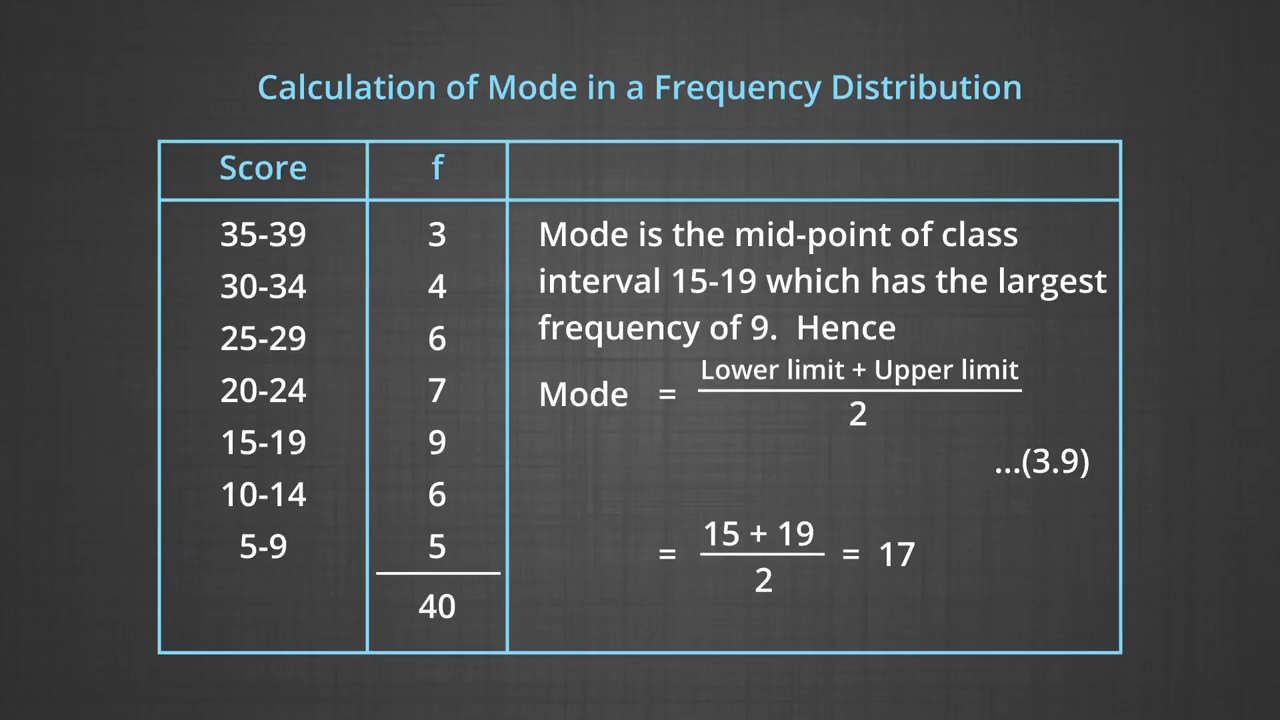 Calculation of Mode in a Frequency Distribution
Score f
35-39 3
30-34 4
25-29 6
20-24 7
15-19 9
10-14 6
5-9 5
40
Mode is the mid-point of class
interval 15-19 which has the largest
frequency of 9. Hence
Mode = Lower limit + Upper limit
2
...(3.9)
= 15 + 19 = 17
2